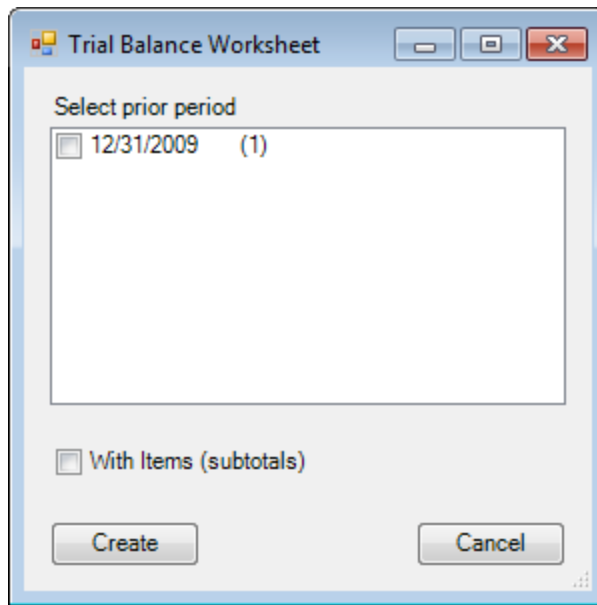 Trial Balance Worksheet
Select prior period
12/31/2009 (1)
With Items (subtotals)
Create Cancel